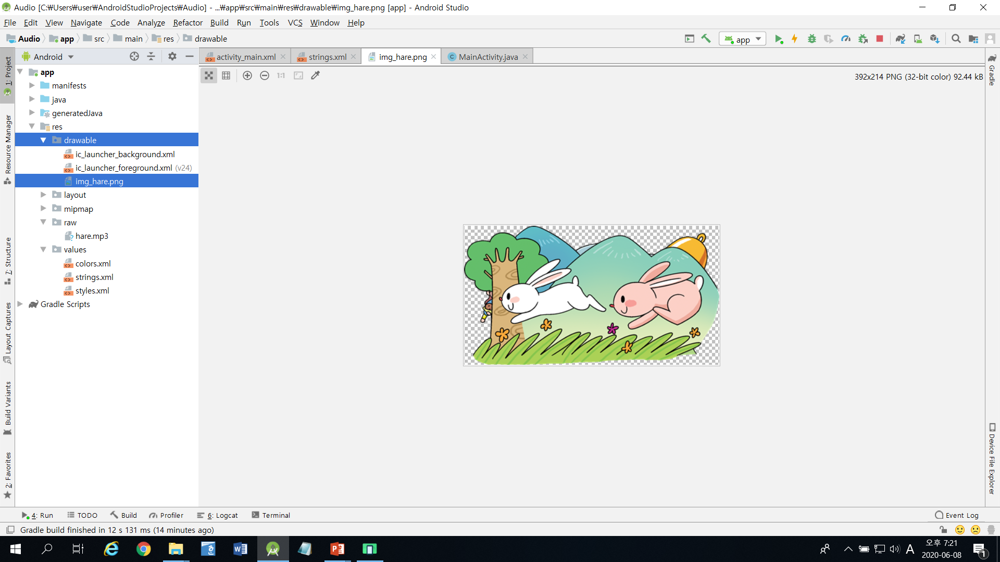 Audio [C:₩Users₩user₩AndroidStudioProjects₩Audio] - ...₩app₩src₩main₩res₩drawable₩img_hare.png [app] - Android Studio
File Edit View Navigate Code Analyze Refactor Build Run Tools VCS Window Help
Audio app src main res drawable
app
1: Project
Resource Manager
7: Structure
Layout Captures
Build Variants
2: Favorites
Android
app
manifests
java
generatedJava
res
drawable
ic_launcher_background.xml
ic_launcher_foreground.xml (v24)
img_hare.png
layout
mipmap
raw
hare.mp3
values
colors.xml
strings.xml
styles.xml
Gradle Scripts
activity_main.xml strings.xml img_hare.png MainActivity.java
1:1
392x214 PNG (32-bit color) 92.44 kB
Gradle
Device File Explorer
4: Run TODO Build Profiler 6: Logcat Terminal Event Log
Gradle build finished in 12 s 131 ms (14 minutes ago)
A
오후 7:21
2020-06-08
1